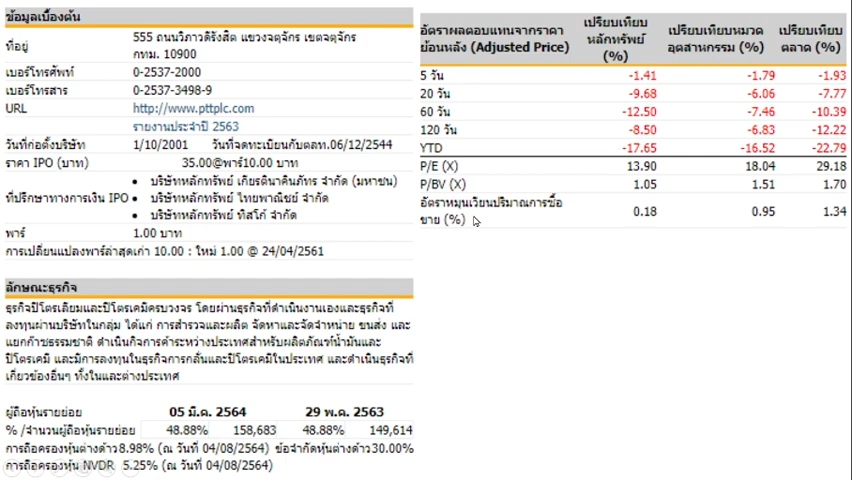 ข้อมูลเบื้องต้น
ที่อยู่ 555 ถนนวิภาวดีรังสิต แขวงจตุจักร เขตจตุจักร
กทม. 10900
เบอร์โทรศัพท์ 0-2537-2000
เบอร์โทรสาร 0-2537-3498-9
URL http://www.pttplc.com
รายงานประจำปี 2563
วันที่ก่อตั้งบริษัท 1/10/2001 วันที่จดทะเบียนกับตลท.06/12/2544
ราคา IPO (บาท) 35.00@พาร์10.00 บาท
ที่ปรึกษาทางการเงิน IPO
• บริษัทหลักทรัพย์ เกียรตินาคินภัทร จำกัด (มหาชน)
• บริษัทหลักทรัพย์ ไทยพาณิชย์ จำกัด
• บริษัทหลักทรัพย์ ทิสโก้ จำกัด
พาร์ 1.00 บาท
การเปลี่ยนแปลงพาร์ล่าสุดเก่า 10.00 : ใหม่ 1.00 @ 24/04/2561
ลักษณะธุรกิจ
ธุรกิจปิโตรเลียมและปิโตรเคมีครบวงจร โดยผ่านธุรกิจที่ดำเนินงานเองและธุรกิจที่
ลงทุนผ่านบริษัทในกลุ่ม ได้แก่ การสำรวจและผลิต จัดหาและจัดจำหน่าย ขนส่ง และ
แยกก๊าซธรรมชาติ ดำเนินกิจการค้าระหว่างประเทศสำหรับผลิตภัณฑ์น้ำมันและ
ปิโตรเคมี และมีการลงทุนในธุรกิจการกลั่นและปิโตรเคมีในประเทศ และดำเนินธุรกิจที่
เกี่ยวข้องอื่นๆ ทั้งในและต่างประเทศ
ผู้ถือหุ้นรายย่อย 05 มี.ค. 2564 29 พ.ค. 2563
% /จำนวนผู้ถือหุ้นรายย่อย 48.88% 158,683 48.88% 149,614
การถือครองหุ้นต่างด้าว 8.98% (ณ วันที่ 04/08/2564) ข้อจำกัดหุ้นต่างด้าว 30.00%
การถือครองหุ้น NVDR 5.25% (ณ วันที่ 04/08/2564)
อัตราผลตอบแทนจากราคา
ย้อนหลัง (Adjusted Price)
เปรียบเทียบ
หลักทรัพย์
(%)
เปรียบเทียบหมวด
อุตสาหกรรม (%)
เปรียบเทียบ
ตลาด (%)
5 วัน -1.41 -1.79 -1.93
20 วัน -9.68 -6.06 -7.77
60 วัน -12.50 -7.46 -10.39
120 วัน -8.50 -6.83 -12.22
YTD -17.65 -16.52 -22.79
P/E (X) 13.90 18.04 29.18
P/BV (X) 1.05 1.51 1.70
อัตราหมุนเวียนปริมาณการซื้อ
ขาย (%) 0.18 0.95 1.34